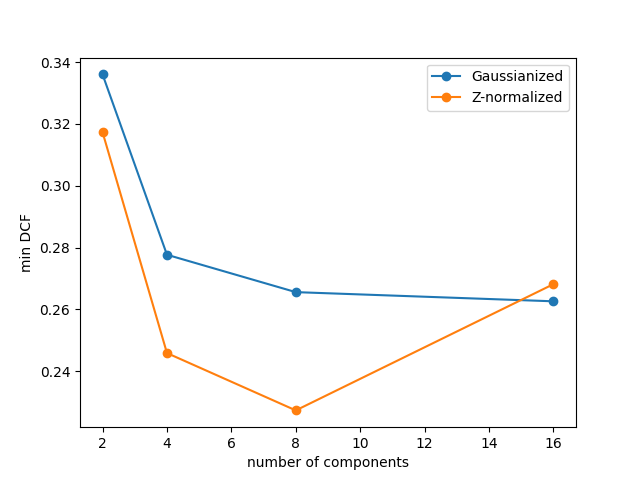 Gaussianized
Z-normalized
min DCF
0.34
0.32
0.30
0.28
0.26
0.24
2 4 6 8 10 12 14 16
number of components